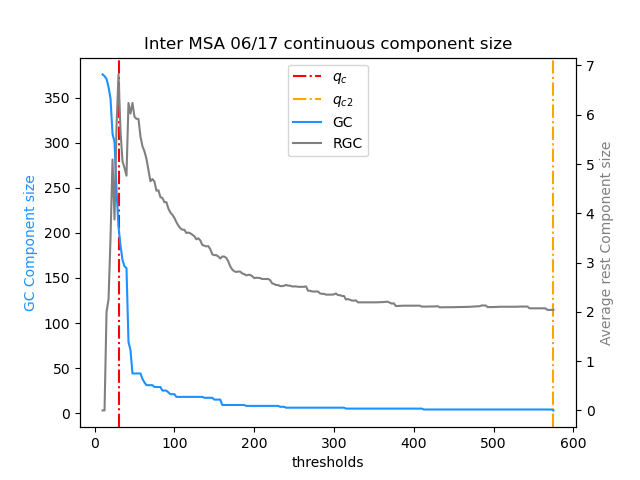 Inter MSA 06/17 continuous component size
q_c
q_c2
GC
RGC
GC Component size
350
300
250
200
150
100
50
0
7
6
5
4
3
2
1
0
Average rest Component size
0 100 200 300 400 500 600
thresholds